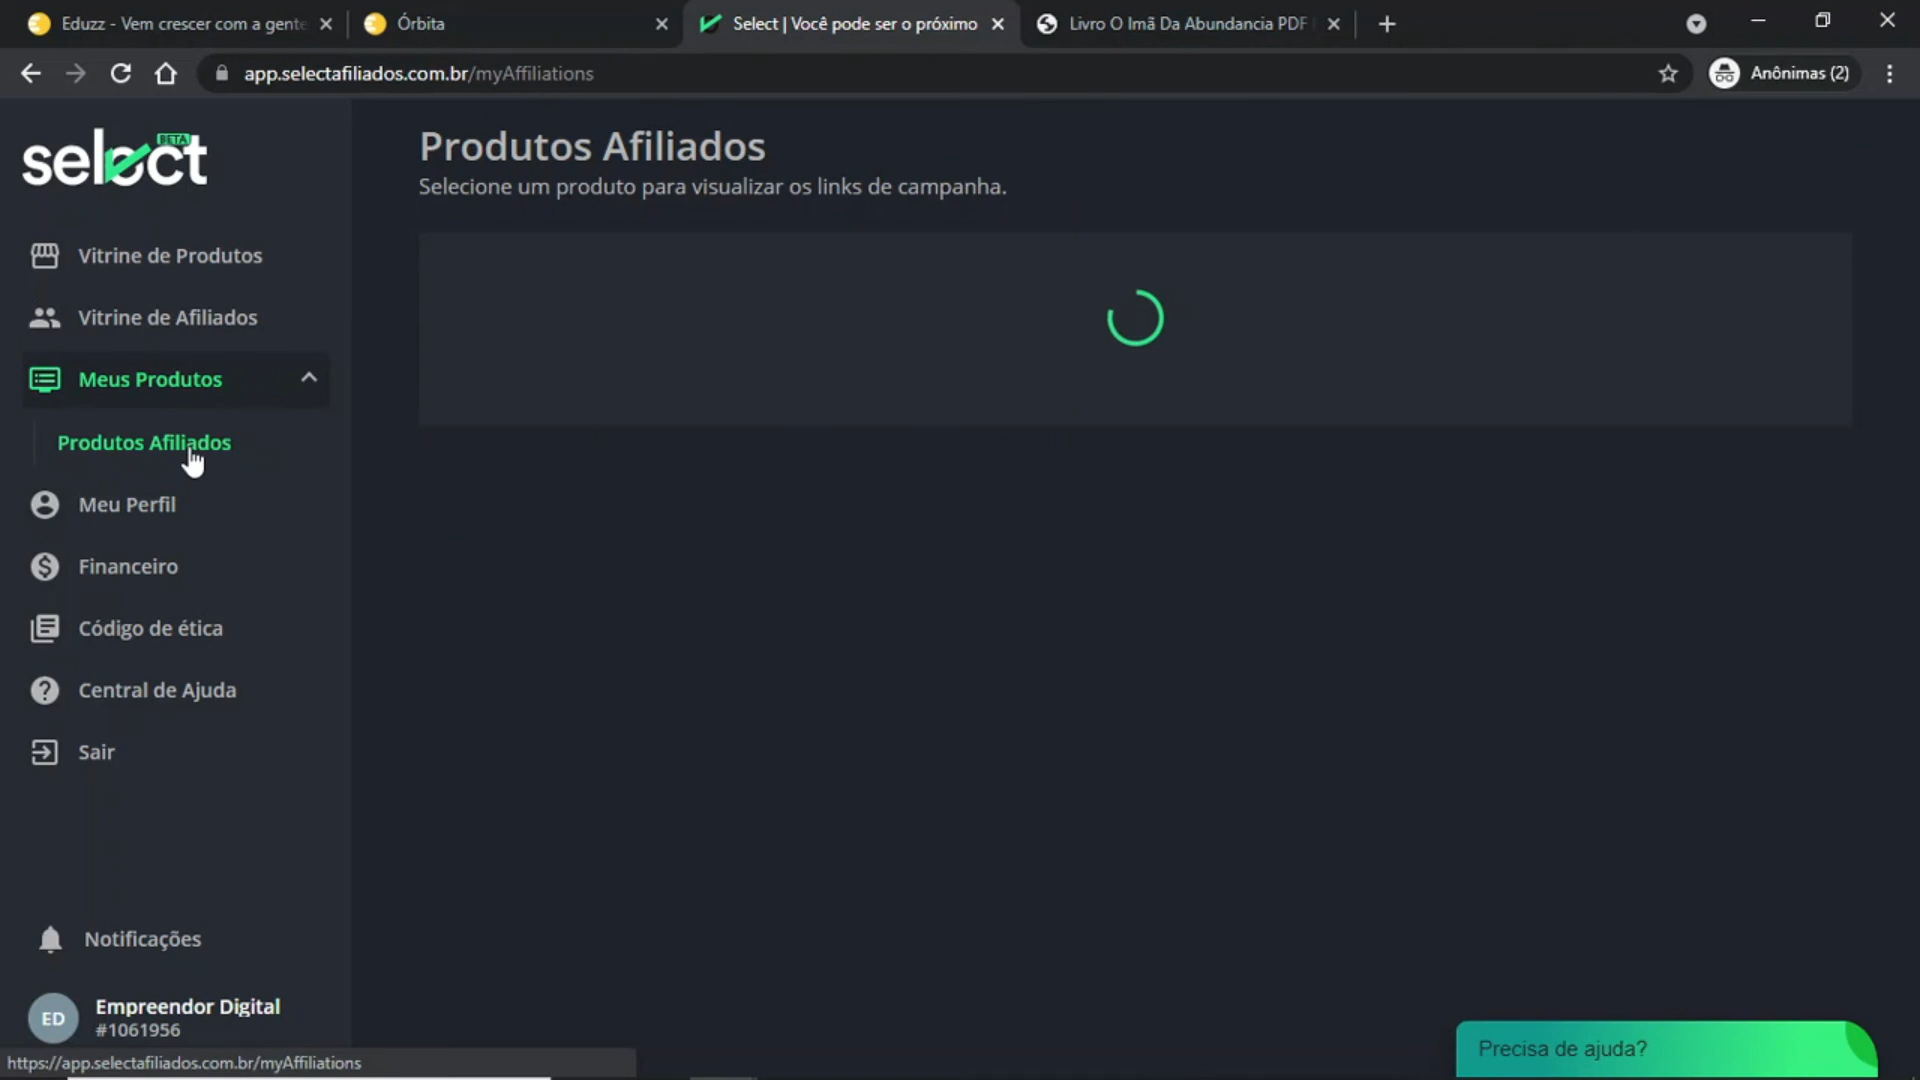 Eduzz - Vem crescer com a gente
Órbita
Select | Você pode ser o próximo
Livro O Imã Da Abundancia PDF
app.selectafiliados.com.br/myAffiliations
Anônimas (2)
select
BETA
Produtos Afiliados
Selecione um produto para visualizar os links de campanha.
Vitrine de Produtos
Vitrine de Afiliados
Meus Produtos
Produtos Afiliados
Meu Perfil
Financeiro
Código de ética
Central de Ajuda
Sair
Notificações
ED
Empreendor Digital
#1061956
https://app.selectafiliados.com.br/myAffiliations
Precisa de ajuda?